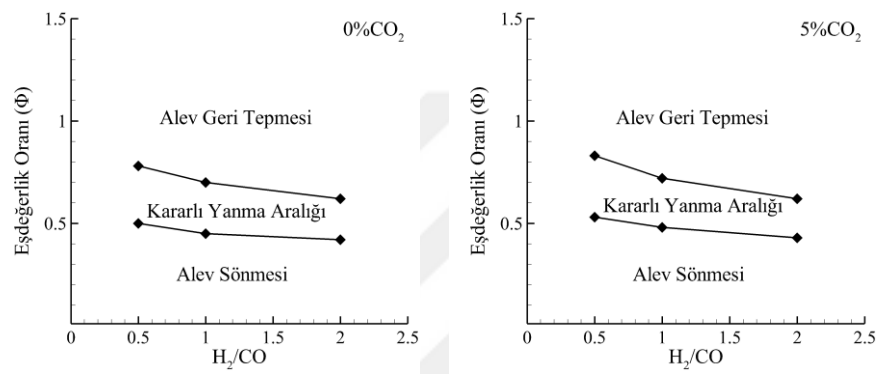 0%CO₂
1.5
1
0.5
0
Eşdeğerlik Oranı (Φ)
Alev Geri Tepmesi
Kararlı Yanma Aralığı
Alev Sönmesi
0.5 1 1.5 2 2.5
H₂/CO
5%CO₂
1.5
1
0.5
0
Eşdeğerlik Oranı (Φ)
Alev Geri Tepmesi
Kararlı Yanma Aralığı
Alev Sönmesi
0.5 1 1.5 2 2.5
H₂/CO